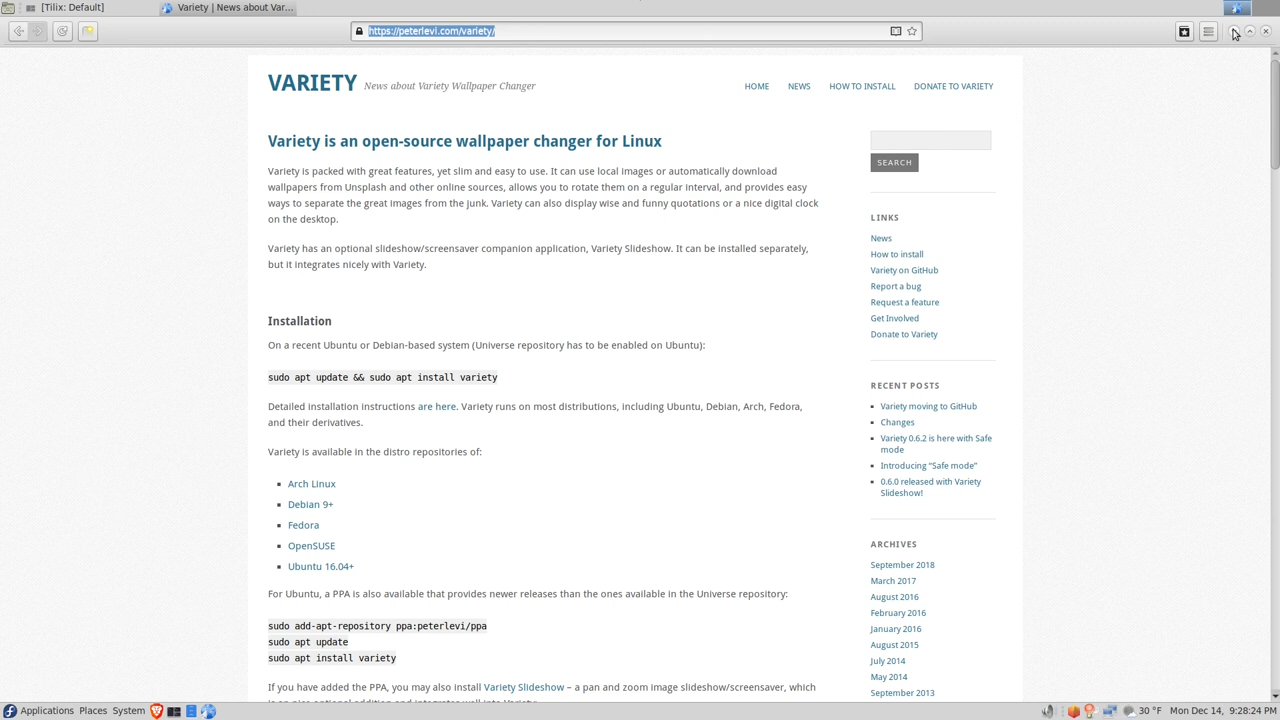 [Tilix: Default]
Variety | News about Var...
https://peterlevi.com/variety/
VARIETY News about Variety Wallpaper Changer
HOME NEWS HOW TO INSTALL DONATE TO VARIETY
Variety is an open-source wallpaper changer for Linux
Variety is packed with great features, yet slim and easy to use. It can use local images or automatically download
wallpapers from Unsplash and other online sources, allows you to rotate them on a regular interval, and provides easy
ways to separate the great images from the junk. Variety can also display wise and funny quotations or a nice digital clock
on the desktop.
Variety has an optional slideshow/screensaver companion application, Variety Slideshow. It can be installed separately,
but it integrates nicely with Variety.
Installation
On a recent Ubuntu or Debian-based system (Universe repository has to be enabled on Ubuntu):
sudo apt update && sudo apt install variety
Detailed installation instructions are here. Variety runs on most distributions, including Ubuntu, Debian, Arch, Fedora,
and their derivatives.
Variety is available in the distro repositories of:
Arch Linux
Debian 9+
Fedora
OpenSUSE
Ubuntu 16.04+
For Ubuntu, a PPA is also available that provides newer releases than the ones available in the Universe repository:
sudo add-apt-repository ppa:peterlevi/ppa
sudo apt update
sudo apt install variety
If you have added the PPA, you may also install Variety Slideshow – a pan and zoom image slideshow/screensaver, which
SEARCH
LINKS
News
How to install
Variety on GitHub
Report a bug
Request a feature
Get Involved
Donate to Variety
RECENT POSTS
Variety moving to GitHub
Changes
Variety 0.6.2 is here with Safe
mode
Introducing “Safe mode”
0.6.0 released with Variety
Slideshow!
ARCHIVES
September 2018
March 2017
August 2016
February 2016
January 2016
August 2015
July 2014
May 2014
September 2013
Applications Places System
30 °F Mon Dec 14, 9:28:24 PM